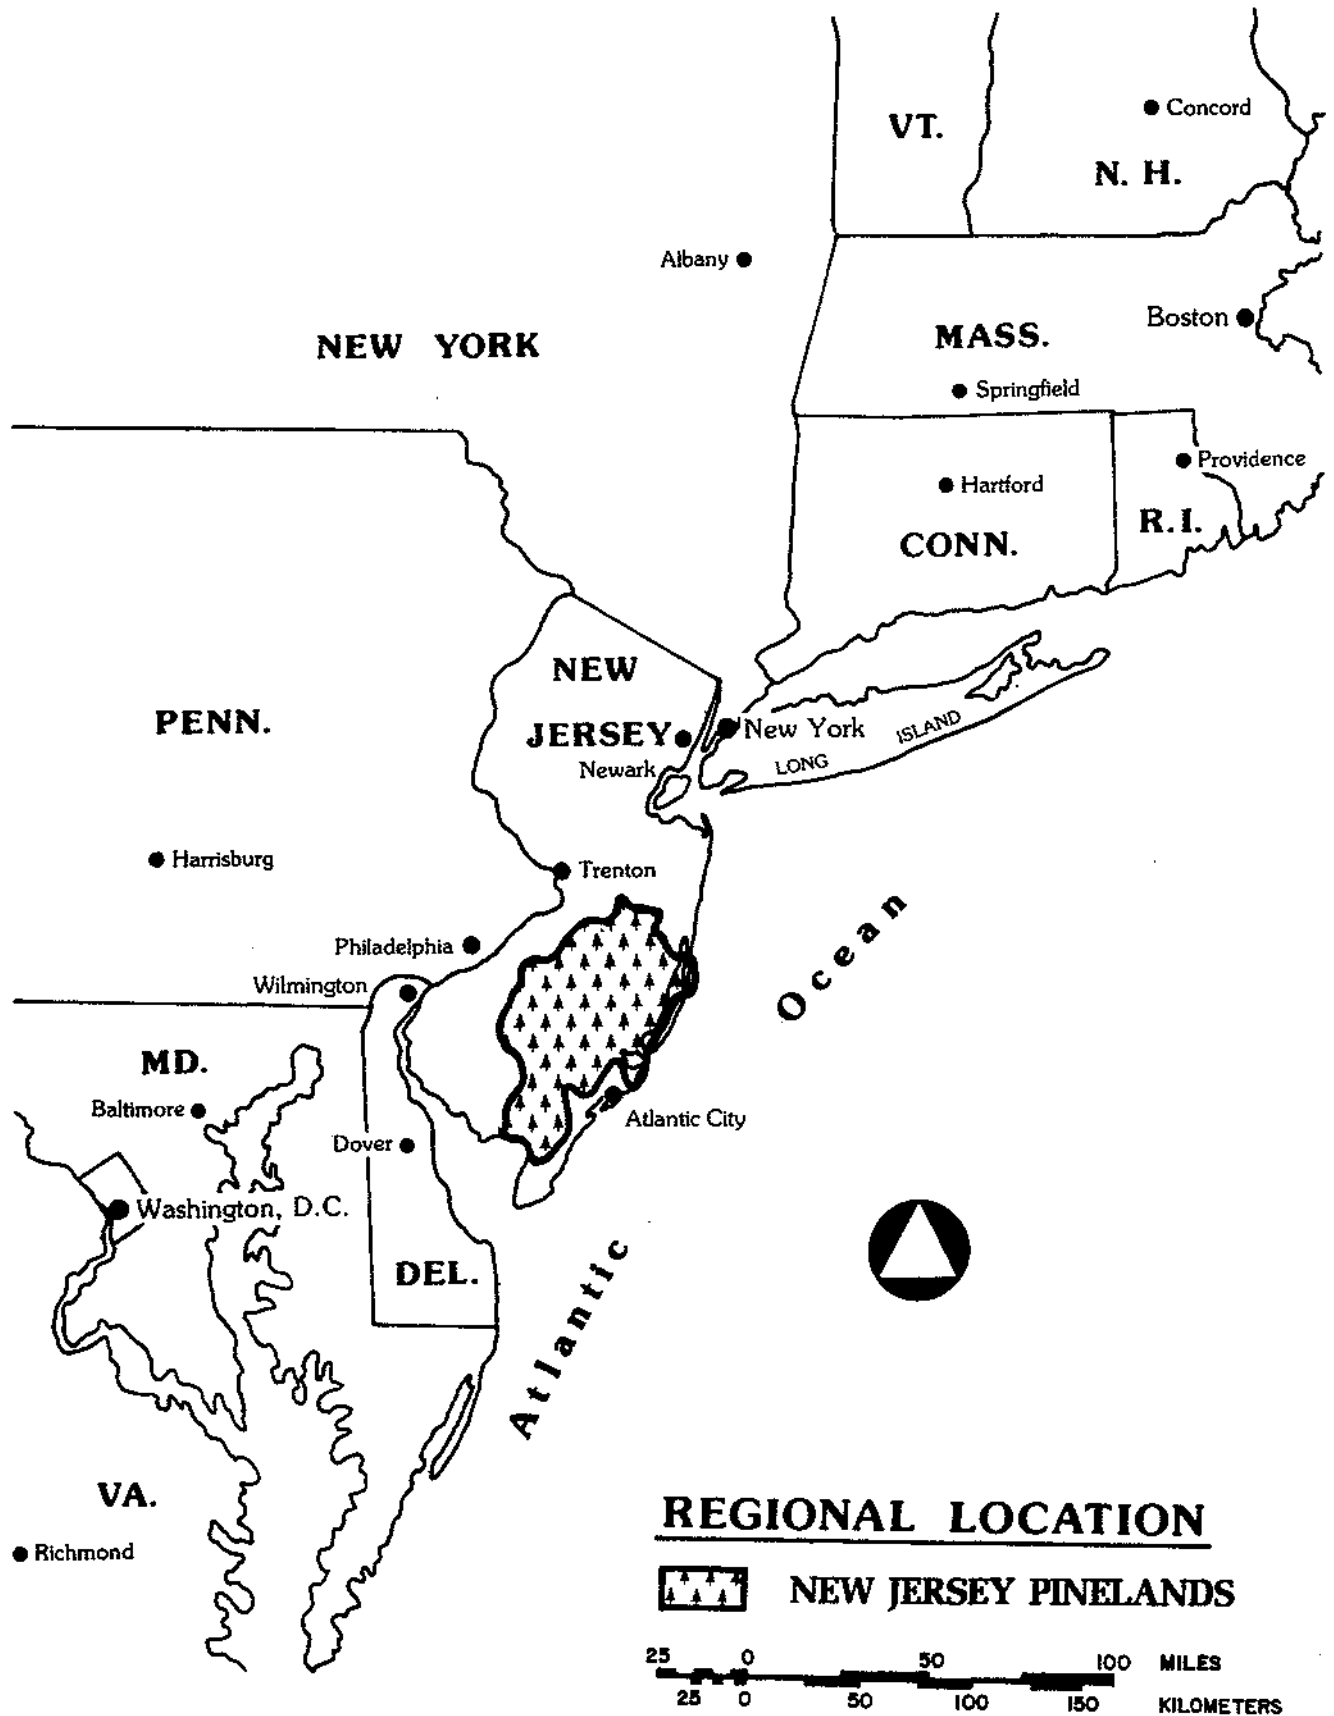 VT.
Concord
N. H.
Albany
Boston
NEW YORK
MASS.
Springfield
Providence
Hartford
R.I.
CONN.
NEW
JERSEY
PENN.
New York
ISLAND
LONG
Newark
Harrisburg
Trenton
Ocean
Philadelphia
Wilmington
MD.
Baltimore
Atlantic City
Dover
Washington, D.C.
DEL.
Atlantic
VA.
Richmond
REGIONAL LOCATION
NEW JERSEY PINELANDS
25 0 50 100 MILES
25 0 50 100 150 KILOMETERS